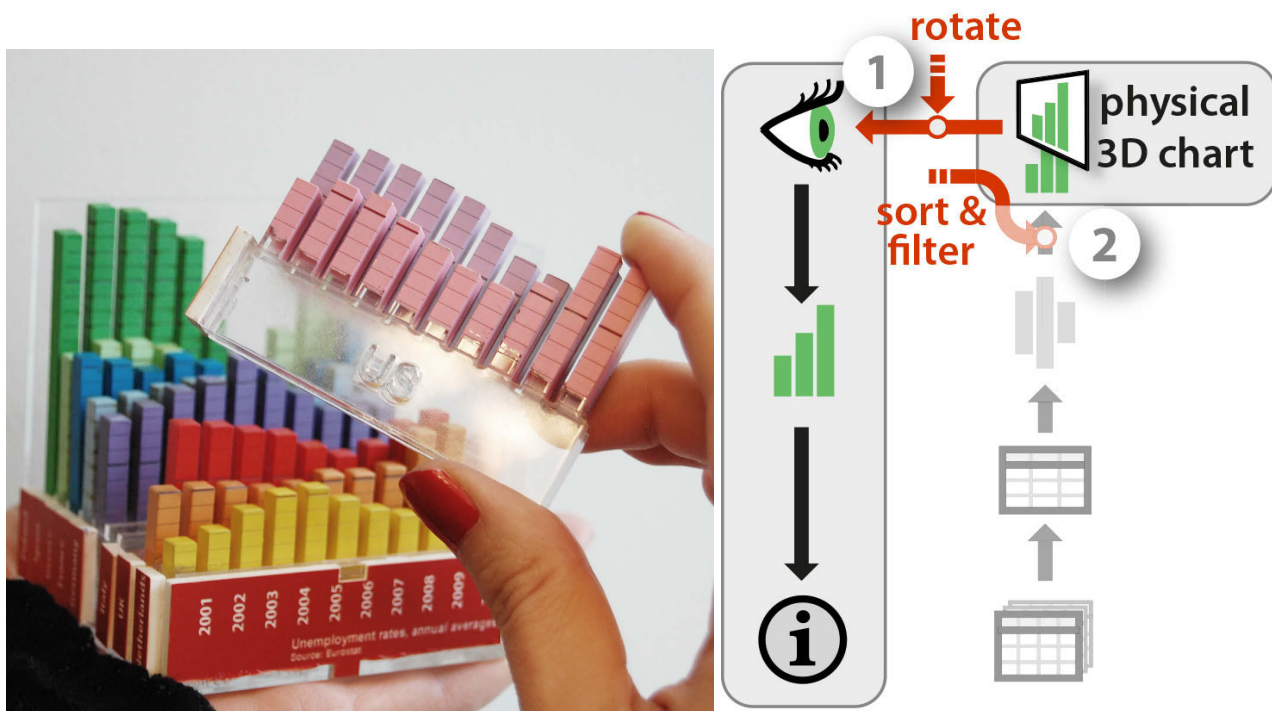 US
Germany
Italy
UK
Netherlands
2001
2002
2003
2004
2005
2006
2007
2008
2009
Unemployment rates, annual averages
Source: Eurostat
rotate
1
physical
3D chart
sort &
filter
2
i